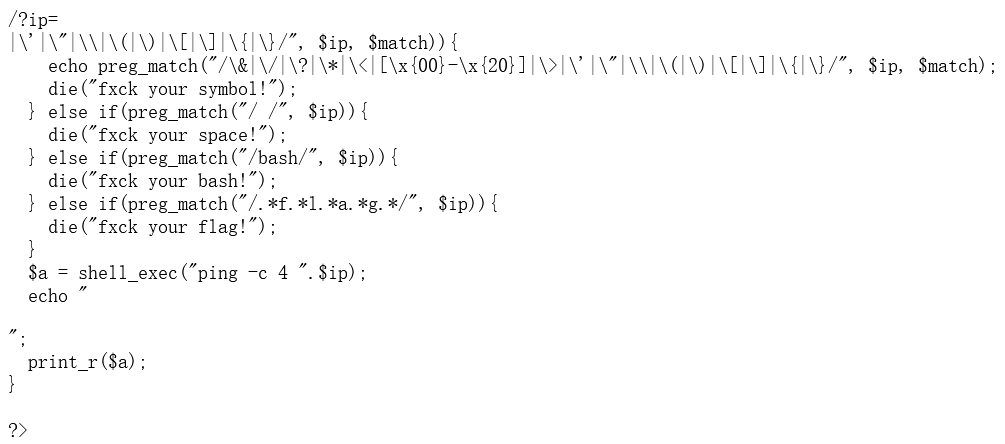 /?ip=
|\'|\"|\\|\(|\)|\[|\]|\{|\}/", $ip, $match)){
    echo preg_match("/\&|\/|\?|\*|\<|[\x{00}-\x{20}]|\>|\'|\"|\\|\(|\)|\[|\]|\{|\}/", $ip, $match);
    die("fxck your symbol!");
  } else if(preg_match("/ /", $ip)){
    die("fxck your space!");
  } else if(preg_match("/bash/", $ip)){
    die("fxck your bash!");
  } else if(preg_match("/.*f.*l.*a.*g.*/", $ip)){
    die("fxck your flag!");
  }
  $a = shell_exec("ping -c 4 ".$ip);
  echo "
";
  print_r($a);
}
?>